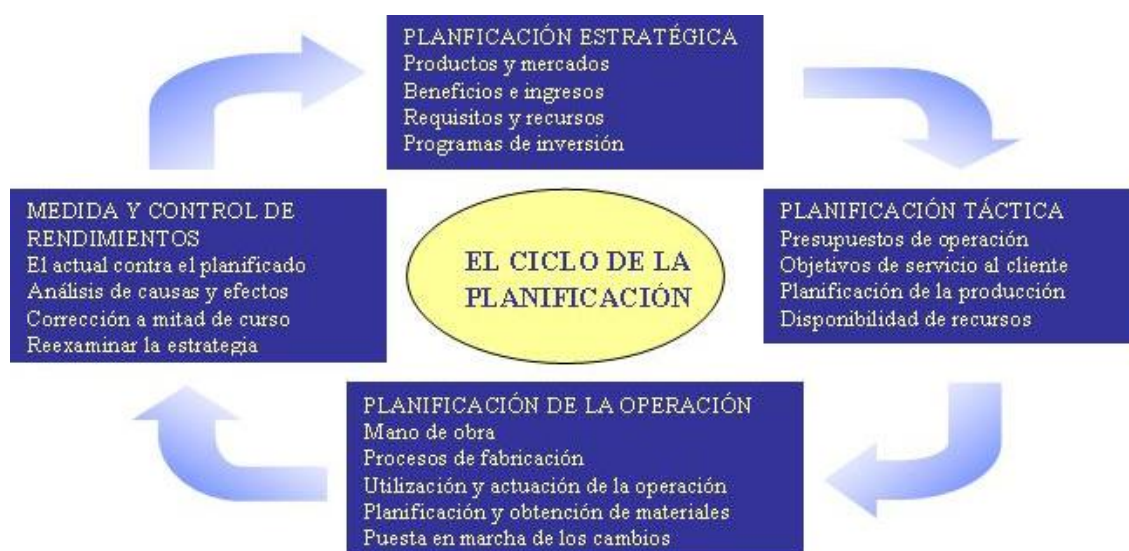 PLANFICACIÓN ESTRATÉGICA
Productos y mercados
Beneficios e ingresos
Requisitos y recursos
Programas de inversión
MEDIDA Y CONTROL DE
RENDIMIENTOS
El actual contra el planificado
Análisis de causas y efectos
Corrección a mitad de curso
Reexaminar la estrategia
EL CICLO DE LA
PLANIFICACIÓN
PLANIFICACIÓN TÁCTICA
Presupuestos de operación
Objetivos de servicio al cliente
Planificación de la producción
Disponibilidad de recursos
PLANIFICACIÓN DE LA OPERACIÓN
Mano de obra
Procesos de fabricación
Utilización y actuación de la operación
Planificación y obtención de materiales
Puesta en marcha de los cambios